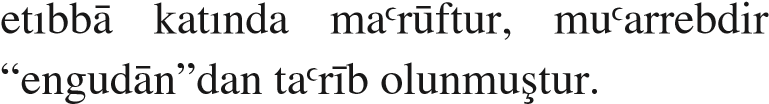 etıbbā katında maʿrūftur, muʿarrebdir
“engudān”dan taʿrīb olunmuştur.